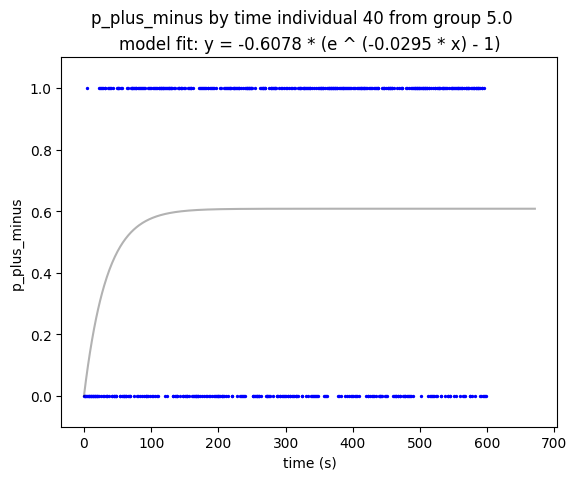 p_plus_minus by time individual 40 from group 5.0
model fit: y = -0.6078 * (e ^ (-0.0295 * x) - 1)
1.0
0.8
0.6
0.4
0.2
0.0
p_plus_minus
0 100 200 300 400 500 600 700
time (s)